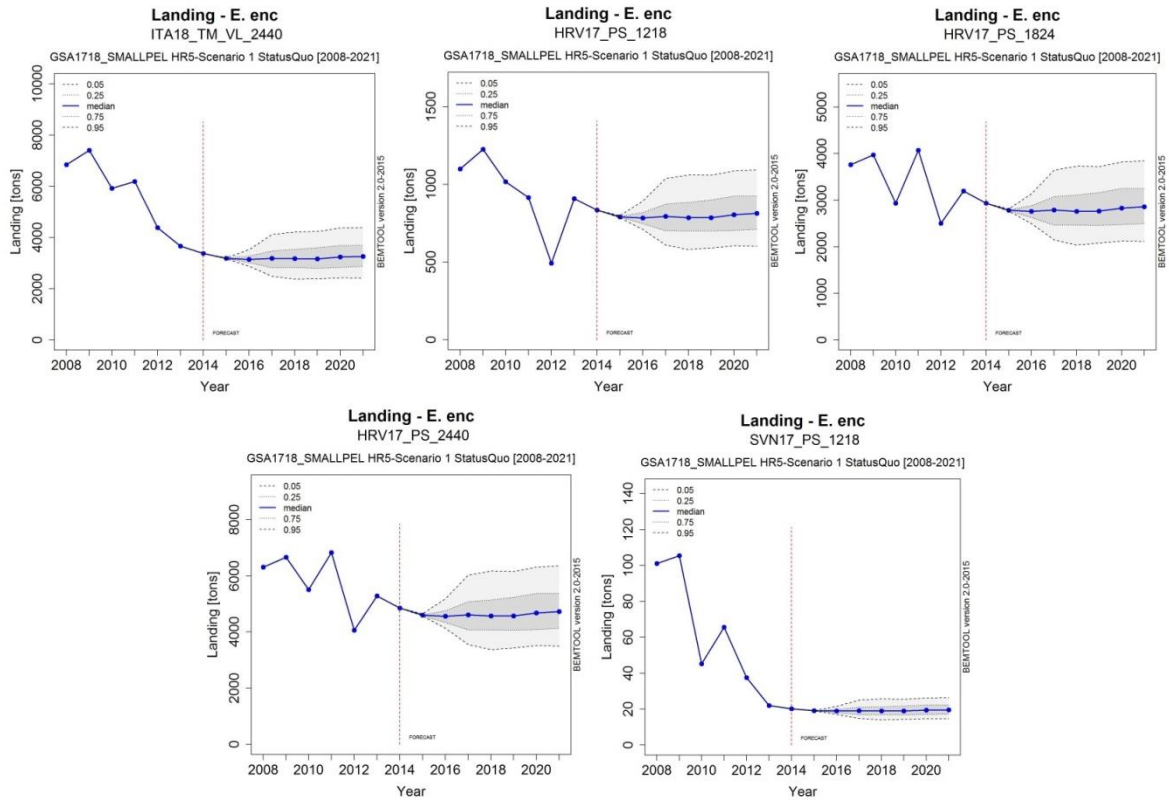 Landing - E. enc
ITA18_TM_VL_2440
GSA1718_SMALLPEL HR5-Scenario 1 StatusQuo [2008-2021]
0.05
0.25
median
0.75
0.95
Landing [tons]
0
2000
4000
6000
8000
10000
FORECAST
2008
2010
2012
2014
2016
2018
2020
Year
BEMTOOL version 2.0-2015
Landing - E. enc
HRV17_PS_1218
GSA1718_SMALLPEL HR5-Scenario 1 StatusQuo [2008-2021]
0.05
0.25
median
0.75
0.95
Landing [tons]
0
500
1000
1500
FORECAST
2008
2010
2012
2014
2016
2018
2020
Year
BEMTOOL version 2.0-2015
Landing - E. enc
HRV17_PS_1824
GSA1718_SMALLPEL HR5-Scenario 1 StatusQuo [2008-2021]
0.05
0.25
median
0.75
0.95
Landing [tons]
0
1000
2000
3000
4000
5000
FORECAST
2008
2010
2012
2014
2016
2018
2020
Year
BEMTOOL version 2.0-2015
Landing - E. enc
HRV17_PS_2440
GSA1718_SMALLPEL HR5-Scenario 1 StatusQuo [2008-2021]
0.05
0.25
median
0.75
0.95
Landing [tons]
0
2000
4000
6000
8000
FORECAST
2008
2010
2012
2014
2016
2018
2020
Year
BEMTOOL version 2.0-2015
Landing - E. enc
SVN17_PS_1218
GSA1718_SMALLPEL HR5-Scenario 1 StatusQuo [2008-2021]
0.05
0.25
median
0.75
0.95
Landing [tons]
0
20
40
60
80
100
120
140
FORECAST
2008
2010
2012
2014
2016
2018
2020
Year
BEMTOOL version 2.0-2015